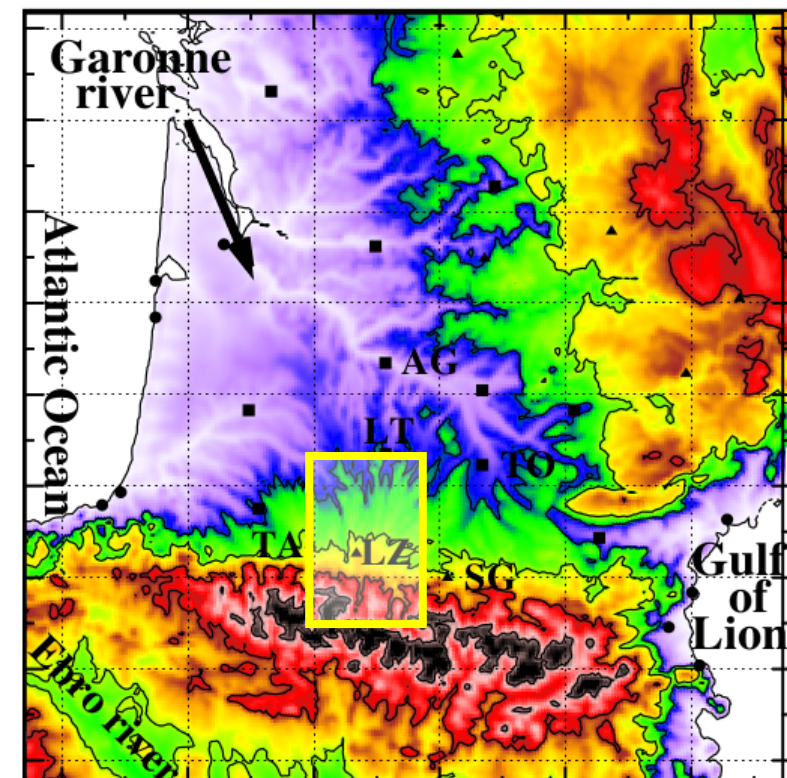 Garonne
river
Atlantic Ocean
AG
LT
TO
TA
LZ
SG
Gulf
of
Lion
Ebro river